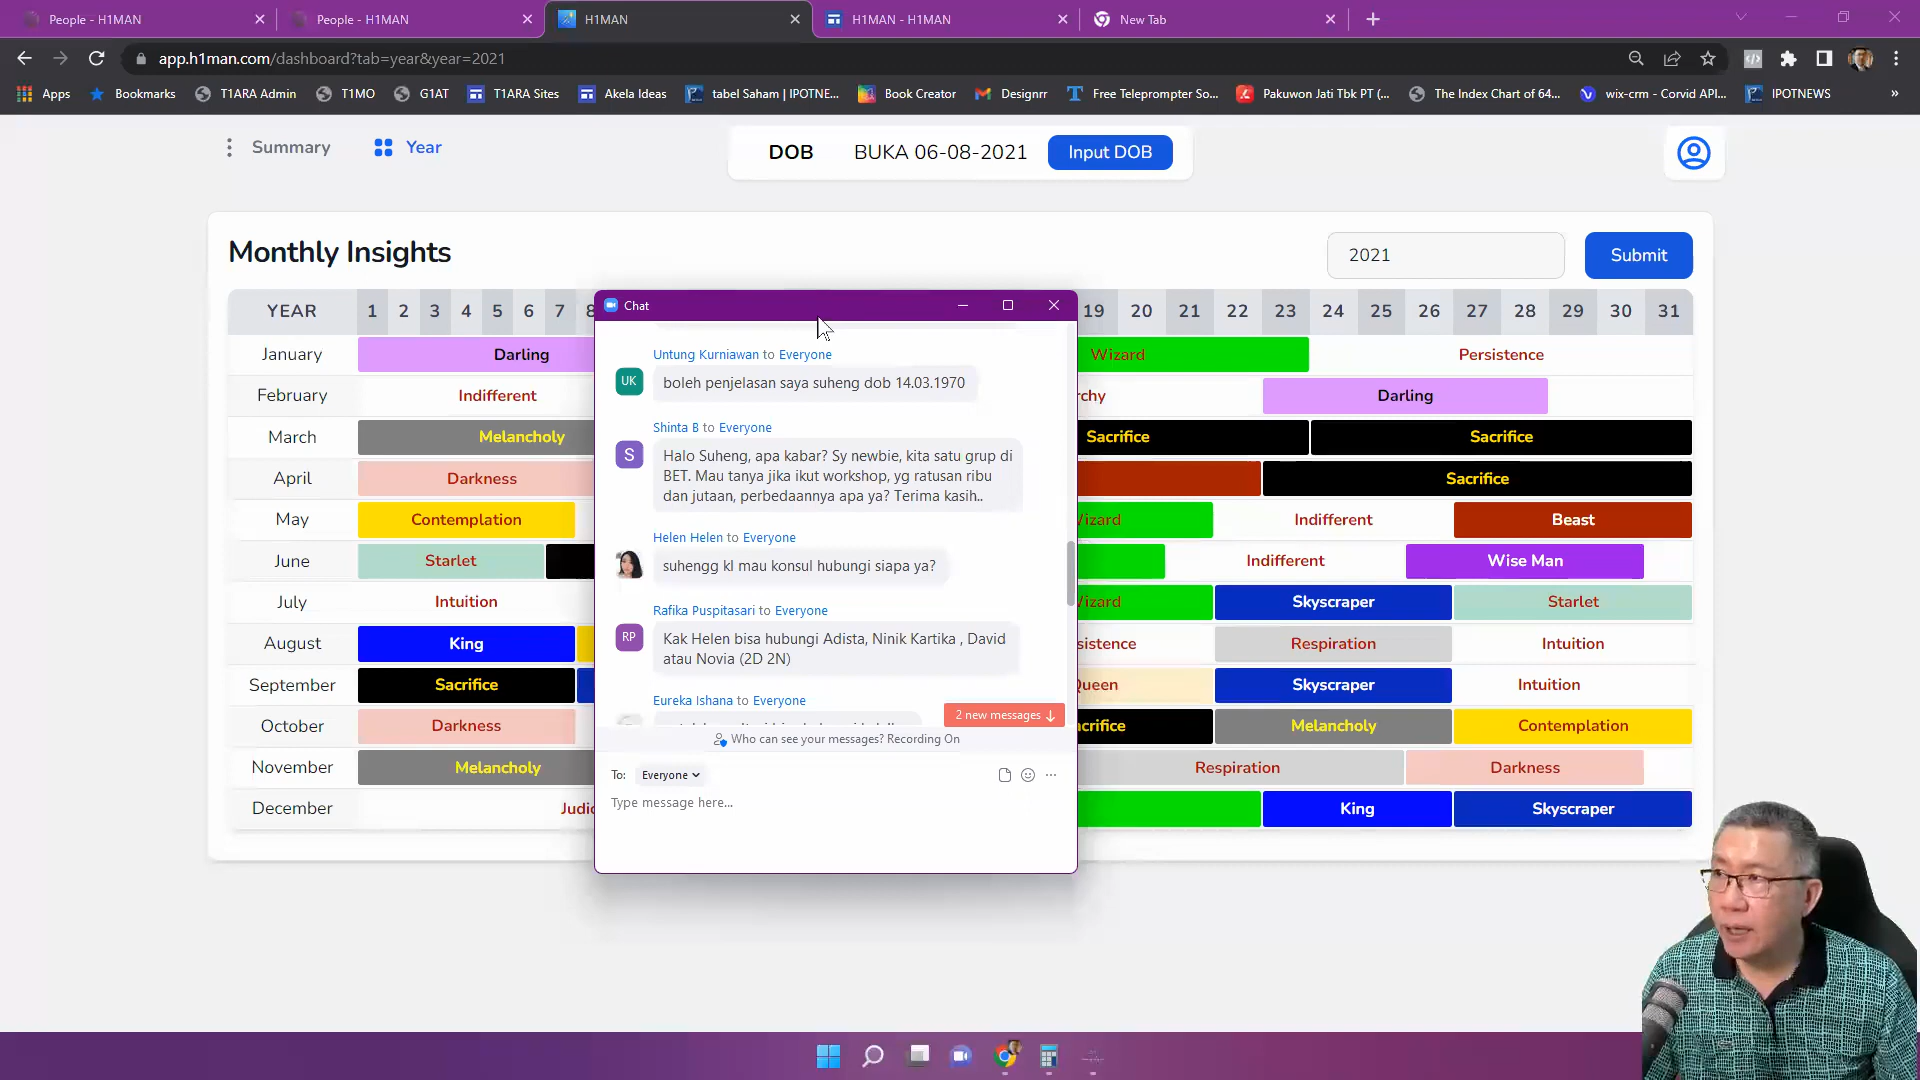 People - H1MAN
People - H1MAN
H1MAN
H1MAN - H1MAN
New Tab
app.h1man.com/dashboard?tab=year&year=2021
Apps
Bookmarks
T1ARA Admin
T1MO
G1AT
T1ARA Sites
Akela Ideas
tabel Saham | IPOTNE...
Book Creator
Designrr
Free Teleprompter So...
Pakuwon Jati Tbk PT (...
The Index Chart of 64...
wix-crm - Corvid API...
IPOTNEWS
»
Summary
Year
DOB
BUKA 06-08-2021
Input DOB
Monthly Insights
2021
Submit
YEAR 1 2 3 4 5 6 7 8 19 20 21 22 23 24 25 26 27 28 29 30 31
January Darling Wizard Persistence
February Indifferent rchy Darling
March Melancholy Sacrifice Sacrifice
April Darkness Sacrifice
May Contemplation Wizard Indifferent Beast
June Starlet Indifferent Wise Man
July Intuition Wizard Skyscraper Starlet
August King sistence Respiration Intuition
September Sacrifice Queen Skyscraper Intuition
October Darkness acrifice Melancholy Contemplation
November Melancholy Respiration Darkness
December Judic King Skyscraper
Chat
Untung Kurniawan to Everyone
UK
boleh penjelasan saya suheng dob 14.03.1970
Shinta B to Everyone
S
Halo Suheng, apa kabar? Sy newbie, kita satu grup di
BET. Mau tanya jika ikut workshop, yg ratusan ribu
dan jutaan, perbedaannya apa ya? Terima kasih..
Helen Helen to Everyone
suhengg kl mau konsul hubungi siapa ya?
Rafika Puspitasari to Everyone
RP
Kak Helen bisa hubungi Adista, Ninik Kartika , David
atau Novia (2D 2N)
Eureka Ishana to Everyone
2 new messages ↓
Who can see your messages? Recording On
To: Everyone
Type message here...